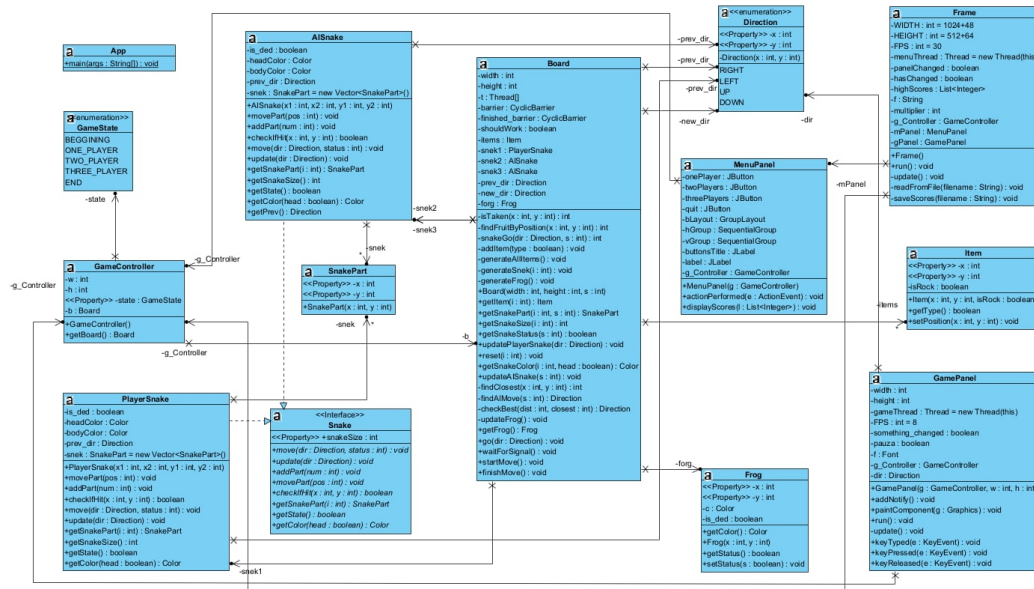 App
+main(args : String[]) : void
<<enumeration>>
GameState
BEGGINING
ONE_PLAYER
TWO_PLAYER
THREE_PLAYER
END
-state
GameController
-w : int
-h : int
<<Property>> -state : GameState
-b : Board
+GameController()
+getBoard() : Board
-g_Controller
-g_Controller
-g_Controller
AISnake
-is_ded : boolean
-headColor : Color
-bodyColor : Color
-prev_dir : Direction
-snek : SnakePart = new Vector<SnakePart>()
+AISnake(x1 : int, x2 : int, y1 : int, y2 : int)
+movePart(pos : int) : void
+addPart(num : int) : void
+checkIfHit(x : int, y : int) : boolean
+move(dir : Direction, status : int) : void
+update(dir : Direction) : void
+getSnakePart(i : int) : SnakePart
+getSnakeSize() : int
+getState() : boolean
+getColor(head : boolean) : Color
+getPrev() : Direction
-snek2
-snek3
-snek
*
SnakePart
<<Property>> -x : int
<<Property>> -y : int
+SnakePart(x : int, y : int)
-snek
*
PlayerSnake
-is_ded : boolean
-headColor : Color
-bodyColor : Color
-prev_dir : Direction
-snek : SnakePart = new Vector<SnakePart>()
+PlayerSnake(x1 : int, x2 : int, y1 : int, y2 : int)
+movePart(pos : int) : void
+addPart(num : int) : void
+checkIfHit(x : int, y : int) : boolean
+move(dir : Direction, status : int) : void
+update(dir : Direction) : void
+getSnakePart(i : int) : SnakePart
+getSnakeSize() : int
+getState() : boolean
+getColor(head : boolean) : Color
-snek1
<<Interface>>
Snake
<<Property>> +snakeSize : int
+move(dir : Direction, status : int) : void
+update(dir : Direction) : void
+addPart(num : int) : void
+movePart(pos : int) : void
+checkIfHit(x : int, y : int) : boolean
+getSnakePart(i : int) : SnakePart
+getState() : boolean
+getColor(head : boolean) : Color
Board
-width : int
-height : int
-t : Thread[]
-barrier : CyclicBarrier
-finished_barrier : CyclicBarrier
-shouldWork : boolean
-items : Item
-snek1 : PlayerSnake
-snek2 : AISnake
-snek3 : AISnake
-prev_dir : Direction
-new_dir : Direction
-forg : Frog
-isTaken(x : int, y : int) : int
-findFruitByPosition(x : int, y : int) : int
-snakeGo(dir : Direction, s : int) : int
-addItem(type : boolean) : void
-generateAllItems() : void
-generateSnek(i : int) : void
-generateFrog() : void
+Board(width : int, height : int, s : int)
+getItem(i : int) : Item
+getSnakePart(i : int, s : int) : SnakePart
+getSnakeSize(i : int) : int
+getSnakeStatus(s : int) : boolean
+updatePlayerSnake(dir : Direction) : void
+reset(i : int) : void
+getSnakeColor(i : int, head : boolean) : Color
+updateAISnake(s : int) : void
-findClosest(x : int, y : int) : int
-findAIMove(s : int) : Direction
-checkBest(dist : int, closest : int) : Direction
-updateFrog() : void
+getFrog() : Frog
+go(dir : Direction) : void
+waitForSignal() : void
+startMove() : void
+finishMove() : void
-b
-prev_dir
-prev_dir
-prev_dir
-new_dir
<<enumeration>>
Direction
<<Property>> -x : int
<<Property>> -y : int
-Direction(x : int, y : int)
RIGHT
LEFT
UP
DOWN
-dir
MenuPanel
-onePlayer : JButton
-twoPlayers : JButton
-threePlayers : JButton
-quit : JButton
-bLayout : GroupLayout
-hGroup : SequentialGroup
-vGroup : SequentialGroup
-buttonsTitle : JLabel
-label : JLabel
-g_Controller : GameController
+MenuPanel(g : GameController)
+actionPerformed(e : ActionEvent) : void
+displayScores(l : List<Integer>) : void
-mPanel
-items
*
-forg
Frog
<<Property>> -x : int
<<Property>> -y : int
-c : Color
-is_ded : boolean
+getColor() : Color
+Frog(x : int, y : int)
+getStatus() : boolean
+setStatus(s : boolean) : void
Frame
-WIDTH : int = 1024+48
-HEIGHT : int = 512+64
-FPS : int = 30
-menuThread : Thread = new Thread(this)
-panelChanged : boolean
-hasChanged : boolean
-highScores : List<Integer>
-f : String
-multiplier : int
-g_Controller : GameController
-mPanel : MenuPanel
-gPanel : GamePanel
+Frame()
+run() : void
-update() : void
-readFromFile(filename : String) : void
-saveScores(filename : String) : void
Item
<<Property>> -x : int
<<Property>> -y : int
-isRock : boolean
+Item(x : int, y : int, isRock : boolean
+getType() : boolean
+setPosition(x : int, y : int) : void
GamePanel
-width : int
-height : int
-gameThread : Thread = new Thread(this)
-FPS : int = 8
-something_changed : boolean
-pauza : boolean
-f : Font
-g_Controller : GameController
-dir : Direction
+GamePanel(g : GameController, w : int, h : int
+addNotify() : void
+paintComponent(g : Graphics) : void
+run() : void
-update() : void
+keyTyped(e : KeyEvent) : void
+keyPressed(e : KeyEvent) : void
+keyReleased(e : KeyEvent) : void